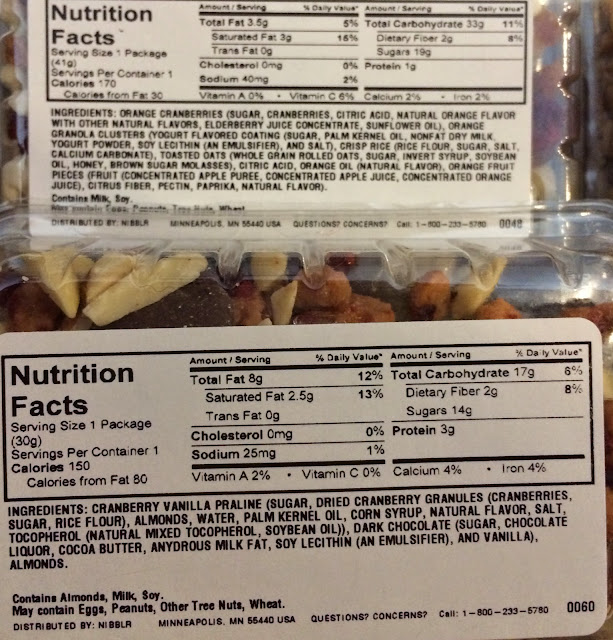 Nutrition Facts
Serving Size 1 Package
(41g)
Servings Per Container 1
Calories 170
Calories from Fat 30
Amount / Serving % Daily Value* Amount / Serving % Daily Value*
Total Fat 3.5g 5% Total Carbohydrate 33g 11%
Saturated Fat 3g 15% Dietary Fiber 2g 8%
Trans Fat 0g Sugars 19g
Cholesterol 0mg 0% Protein 1g
Sodium 40mg 2%
Vitamin A 0% • Vitamin C 6% Calcium 2% • Iron 2%
INGREDIENTS: ORANGE CRANBERRIES (SUGAR, CRANBERRIES, CITRIC ACID, NATURAL ORANGE FLAVOR
WITH OTHER NATURAL FLAVORS, ELDERBERRY JUICE CONCENTRATE, SUNFLOWER OIL), ORANGE
GRANOLA CLUSTERS (YOGURT FLAVORED COATING (SUGAR, PALM KERNEL OIL, NONFAT DRY MILK,
YOGURT POWDER, SOY LECITHIN (AN EMULSIFIER), AND SALT), CRISP RICE (RICE FLOUR, SUGAR, SALT,
CALCIUM CARBONATE), TOASTED OATS (WHOLE GRAIN ROLLED OATS, SUGAR, INVERT SYRUP, SOYBEAN
OIL, HONEY, BROWN SUGAR MOLASSES), CITRIC ACID, ORANGE OIL (NATURAL FLAVOR), ORANGE FRUIT
PIECES (FRUIT (CONCENTRATED APPLE PUREE, CONCENTRATED APPLE JUICE, CONCENTRATED ORANGE
JUICE), CITRUS FIBER, PECTIN, PAPRIKA, NATURAL FLAVOR).
Contains Milk, Soy.
May contain Eggs, Peanuts, Tree Nuts, Wheat.
DISTRIBUTED BY: NIBBLR MINNEAPOLIS, MN 55440 USA QUESTIONS? CONCERNS? Call: 1-800-233-5780 0048
Nutrition
Facts
Serving Size 1 Package
(30g)
Servings Per Container 1
Calories 150
Calories from Fat 80
Amount / Serving % Daily Value* Amount / Serving % Daily Value*
Total Fat 8g 12% Total Carbohydrate 17g 6%
Saturated Fat 2.5g 13% Dietary Fiber 2g 8%
Trans Fat 0g Sugars 14g
Cholesterol 0mg 0% Protein 3g
Sodium 25mg 1%
Vitamin A 2% • Vitamin C 0% Calcium 4% • Iron 4%
INGREDIENTS: CRANBERRY VANILLA PRALINE (SUGAR, DRIED CRANBERRY GRANULES (CRANBERRIES,
SUGAR, RICE FLOUR), ALMONDS, WATER, PALM KERNEL OIL, CORN SYRUP, NATURAL FLAVOR, SALT,
TOCOPHEROL (NATURAL MIXED TOCOPHEROL, SOYBEAN OIL)), DARK CHOCOLATE (SUGAR, CHOCOLATE
LIQUOR, COCOA BUTTER, ANYDROUS MILK FAT, SOY LECITHIN (AN EMULSIFIER), AND VANILLA),
ALMONDS.
Contains Almonds, Milk, Soy.
May contain Eggs, Peanuts, Other Tree Nuts, Wheat.
DISTRIBUTED BY: NIBBLR MINNEAPOLIS, MN 55440 USA QUESTIONS? CONCERNS? Call: 1-800-233-5780 0060